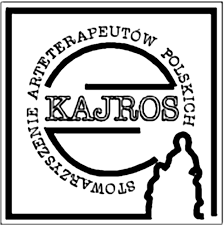 STOWARZYSZENIE ARTETERAPEUTÓW POLSKICH
KAJROS